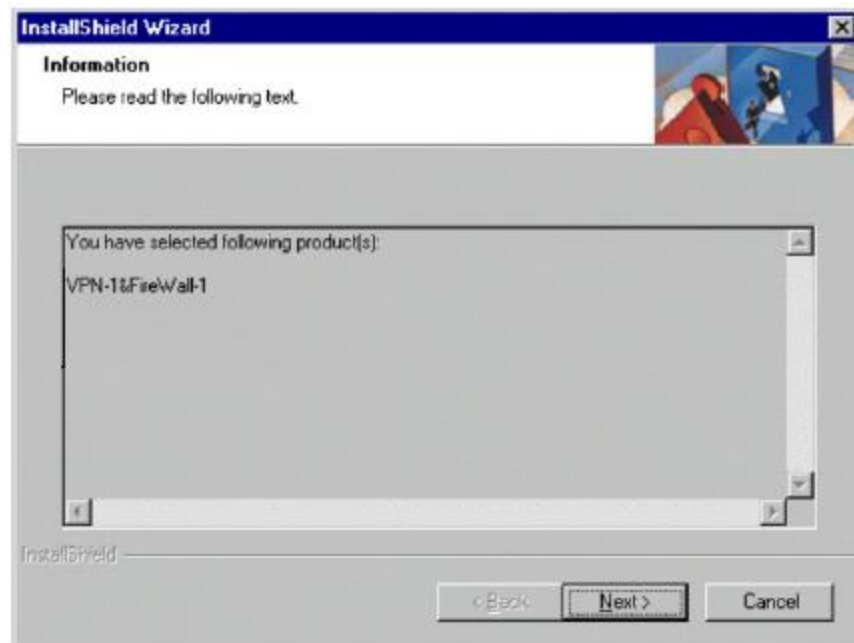 InstallShield Wizard
Information
Please read the following text.
You have selected following product(s):
VPN-1&FireWall-1
InstallShield
< Back
Next >
Cancel